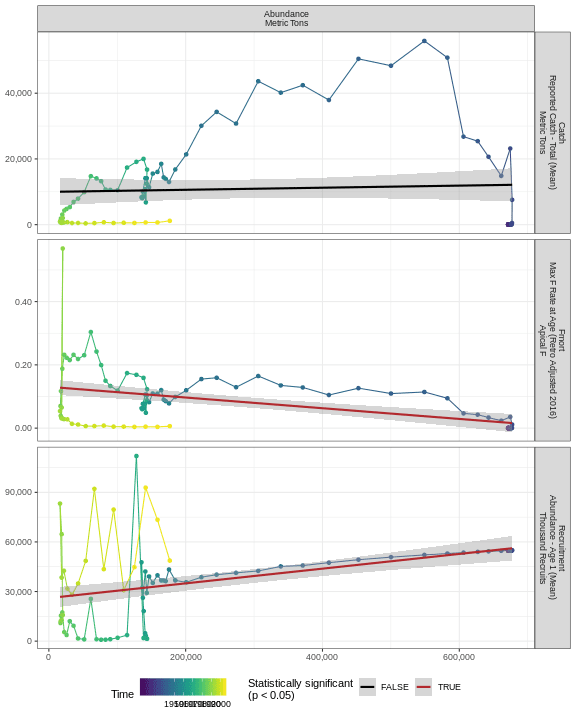 Abundance
Metric Tons
40,000
20,000
0
Catch
Reported Catch - Total (Mean)
Metric Tons
0.40
0.20
0.00
Fmort
Max F Rate at Age (Retro Adjusted 2016)
Apical F
90,000
60,000
30,000
0
Recruitment
Abundance - Age 1 (Mean)
Thousand Recruits
0 200,000 400,000 600,000
Time
Statistically significant
(p < 0.05)
FALSE TRUE